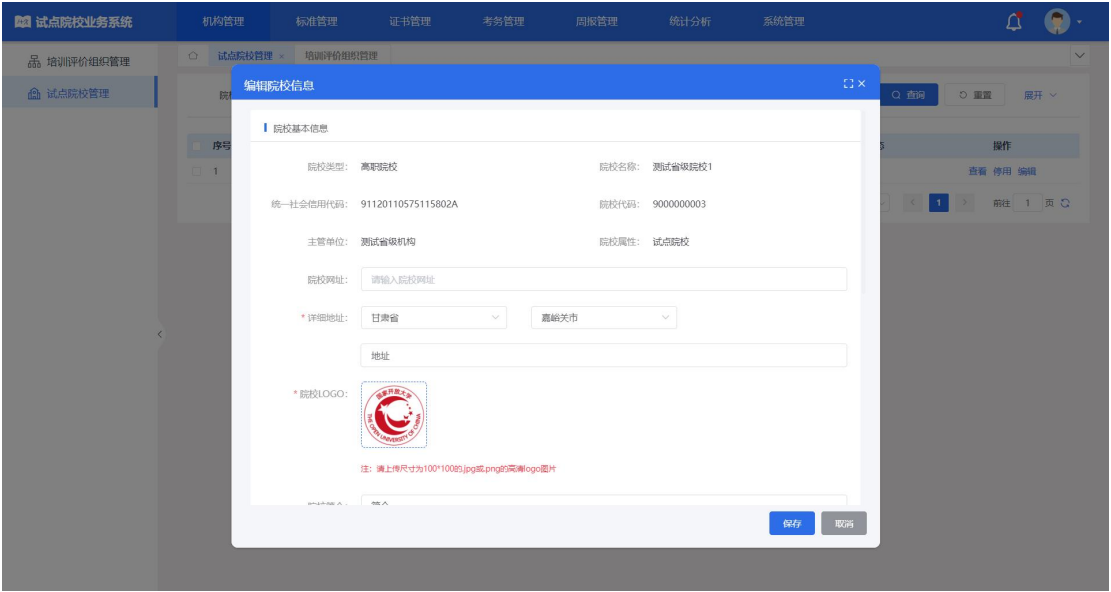 试点院校业务系统 机构管理 标准管理 证书管理 考务管理 周报管理 统计分析 系统管理
培训评价组织管理 试点院校管理 × 培训评价组织管理
试点院校管理 编辑院校信息 × 查询 重置 展开
院校基本信息
序号 操作
院校类型: 高职院校 院校名称: 测试省级院校1
1 查看 停用 编辑
统一社会信用代码: 91120110575115802A 院校代码: 9000000003
1 前往 1 页
主管单位: 测试省级机构 院校属性: 试点院校
院校网址: 请输入院校网址
* 详细地址: 甘肃省 嘉峪关市
地址
* 院校LOGO: 国家开放大学 THE OPEN UNIVERSITY OF CHINA
注: 请上传尺寸为100*100的.jpg或.png的高清logo图片
保存 取消